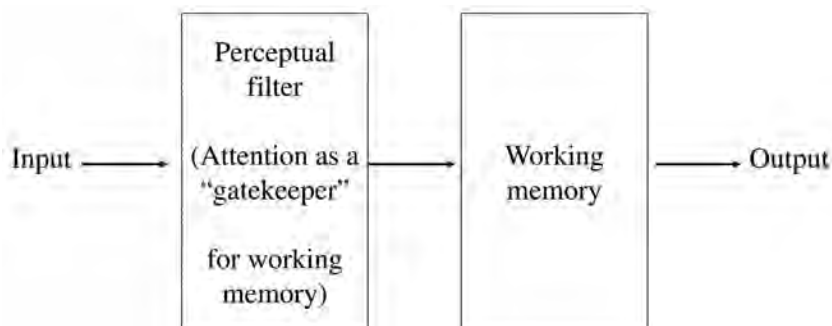 Input
Perceptual
filter
(Attention as a
“gatekeeper”
for working
memory)
Working
memory
Output